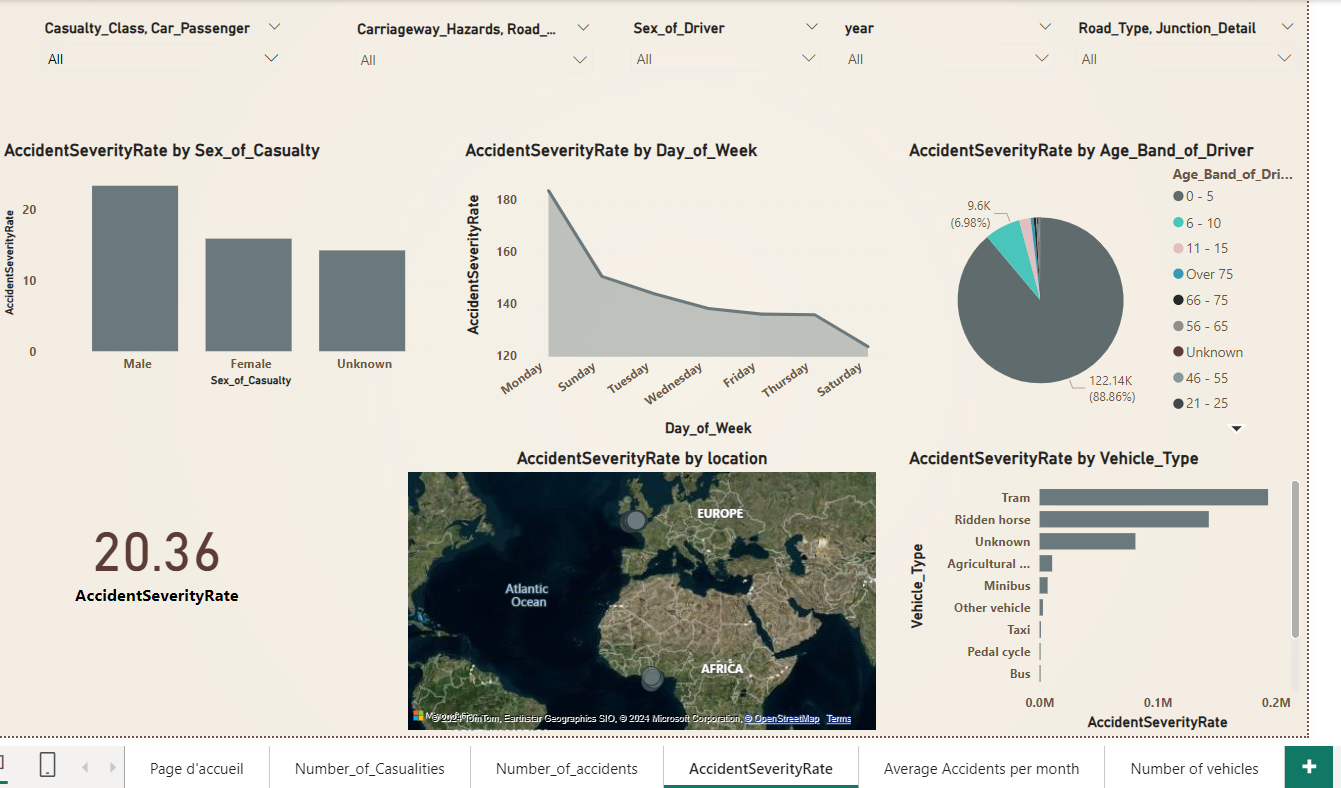 Casualty_Class, Car_Passenger
All
Carriageway_Hazards, Road_...
All
Sex_of_Driver
All
year
All
Road_Type, Junction_Detail
All
AccidentSeverityRate by Sex_of_Casualty
AccidentSeverityRate
20
10
0
Male
Female
Unknown
Sex_of_Casualty
AccidentSeverityRate by Day_of_Week
AccidentSeverityRate
180
160
140
120
Monday
Sunday
Tuesday
Wednesday
Friday
Thursday
Saturday
Day_of_Week
AccidentSeverityRate by Age_Band_of_Driver
9.6K
(6.98%)
122.14K
(88.86%)
Age_Band_of_Dri...
0 - 5
6 - 10
11 - 15
Over 75
66 - 75
56 - 65
Unknown
46 - 55
21 - 25
20.36
AccidentSeverityRate
AccidentSeverityRate by location
EUROPE
Atlantic
Ocean
AFRICA
© 2024 TomTom, Earthstar Geographics SIO, © 2024 Microsoft Corporation, © OpenStreetMap Terms
AccidentSeverityRate by Vehicle_Type
Vehicle_Type
Tram
Ridden horse
Unknown
Agricultural ...
Minibus
Other vehicle
Taxi
Pedal cycle
Bus
0.0M
0.1M
0.2M
AccidentSeverityRate
Page d'accueil
Number_of_Casualities
Number_of_accidents
AccidentSeverityRate
Average Accidents per month
Number of vehicles
+